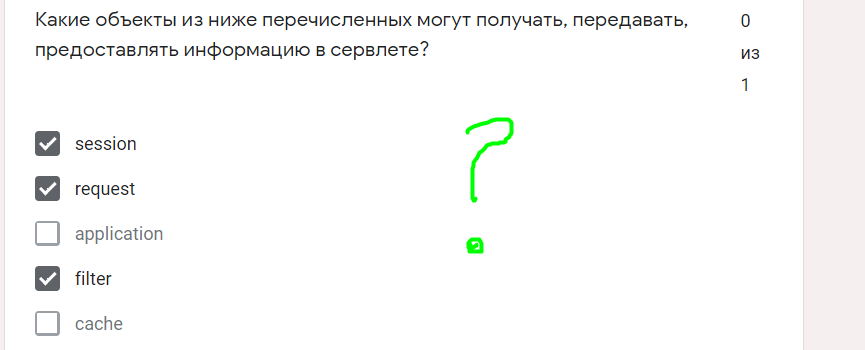 Какие объекты из ниже перечисленных могут получать, передавать,
предоставлять информацию в сервлете?
0
из
1
session
request
application
filter
cache
?